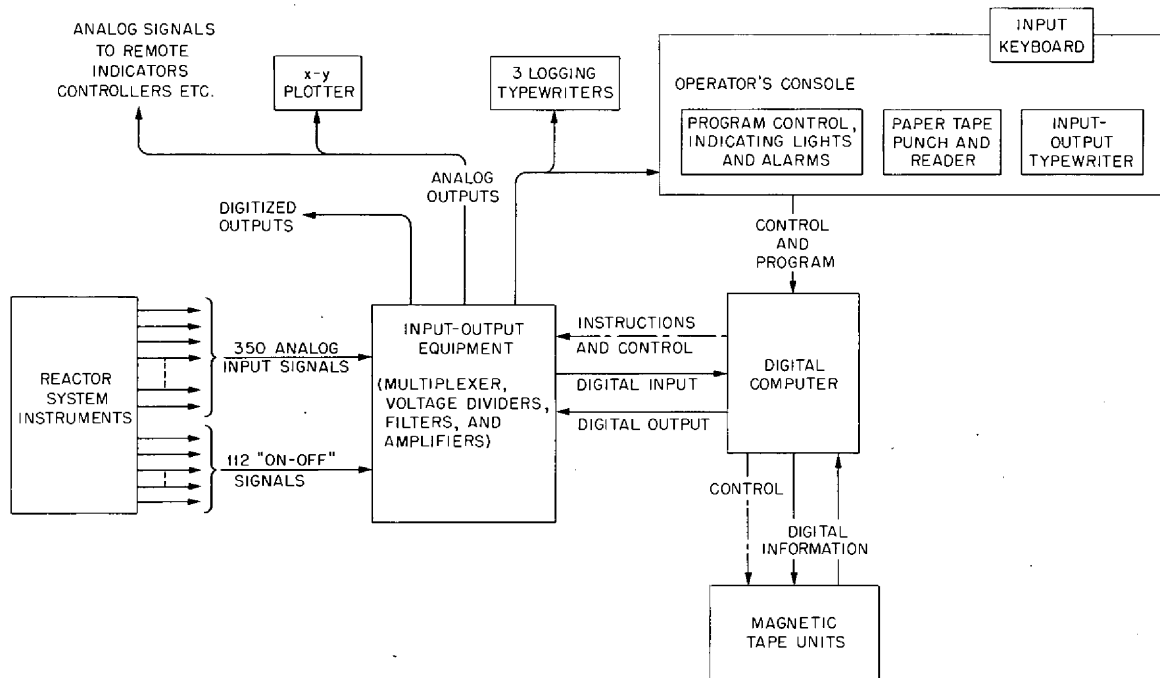 ANALOG SIGNALS
TO REMOTE
INDICATORS
CONTROLLERS ETC.
x-y
PLOTTER
3 LOGGING
TYPEWRITERS
INPUT
KEYBOARD
OPERATOR'S CONSOLE
PROGRAM CONTROL,
INDICATING LIGHTS
AND ALARMS
PAPER TAPE
PUNCH AND
READER
INPUT-
OUTPUT
TYPEWRITER
ANALOG
OUTPUTS
DIGITIZED
OUTPUTS
CONTROL
AND
PROGRAM
REACTOR
SYSTEM
INSTRUMENTS
350 ANALOG
INPUT SIGNALS
112 "ON-OFF"
SIGNALS
INPUT-OUTPUT
EQUIPMENT
(MULTIPLEXER,
VOLTAGE DIVIDERS,
FILTERS, AND
AMPLIFIERS)
INSTRUCTIONS
AND CONTROL
DIGITAL INPUT
DIGITAL OUTPUT
DIGITAL
COMPUTER
CONTROL
DIGITAL
INFORMATION
MAGNETIC
TAPE UNITS